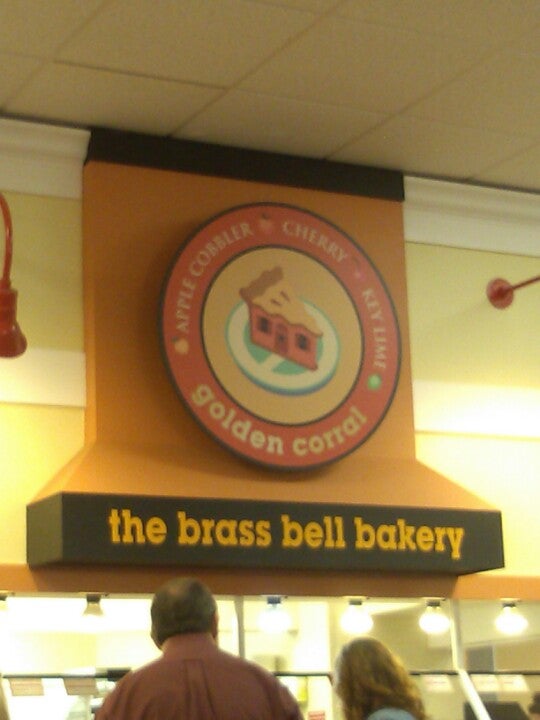 APPLE COBBLER CHERRY KEY LIME
golden corral
the brass bell bakery